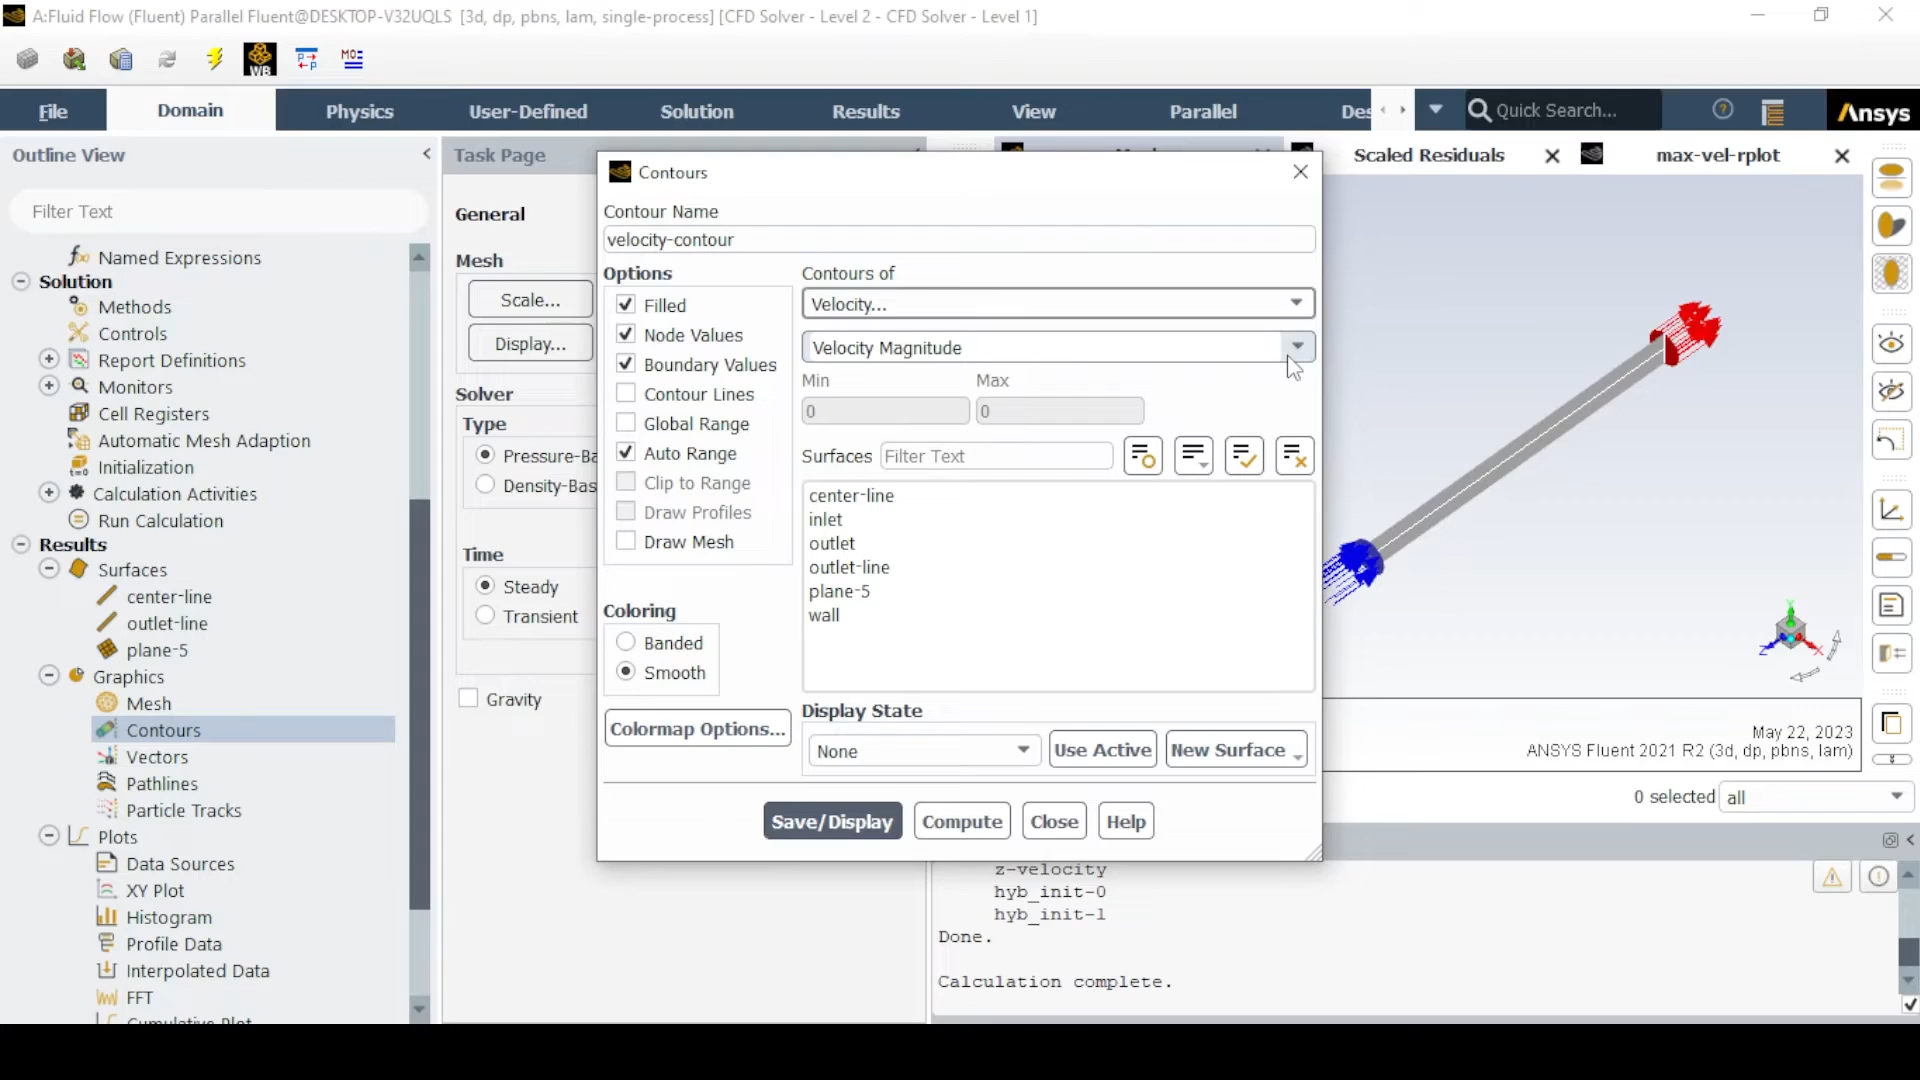 A:Fluid Flow (Fluent) Parallel Fluent@DESKTOP-V32UQLS [3d, dp, pbns, lam, single-process] [CFD Solver - Level 2 - CFD Solver - Level 1]
WB
File
Domain
Physics
User-Defined
Solution
Results
View
Parallel
Des
Quick Search...
Ansys
Outline View
Filter Text
Named Expressions
Solution
Methods
Controls
Report Definitions
Monitors
Cell Registers
Automatic Mesh Adaption
Initialization
Calculation Activities
Run Calculation
Results
Surfaces
center-line
outlet-line
plane-5
Graphics
Mesh
Contours
Vectors
Pathlines
Particle Tracks
Plots
Data Sources
XY Plot
Histogram
Profile Data
Interpolated Data
FFT
Task Page
General
Mesh
Scale...
Display...
Solver
Type
Pressure-Ba
Density-Bas
Time
Steady
Transient
Gravity
Contours
Contour Name
velocity-contour
Options
Filled
Node Values
Boundary Values
Contour Lines
Global Range
Auto Range
Clip to Range
Draw Profiles
Draw Mesh
Coloring
Banded
Smooth
Colormap Options...
Contours of
Velocity...
Velocity Magnitude
Min
Max
0
0
Surfaces
Filter Text
center-line
inlet
outlet
outlet-line
plane-5
wall
Display State
None
Use Active
New Surface
Save/Display
Compute
Close
Help
Scaled Residuals
max-vel-rplot
Y
Z
X
May 22, 2023
ANSYS Fluent 2021 R2 (3d, dp, pbns, lam)
0 selected
all
z-velocity
hyb_init-0
hyb_init-1
Done.
Calculation complete.